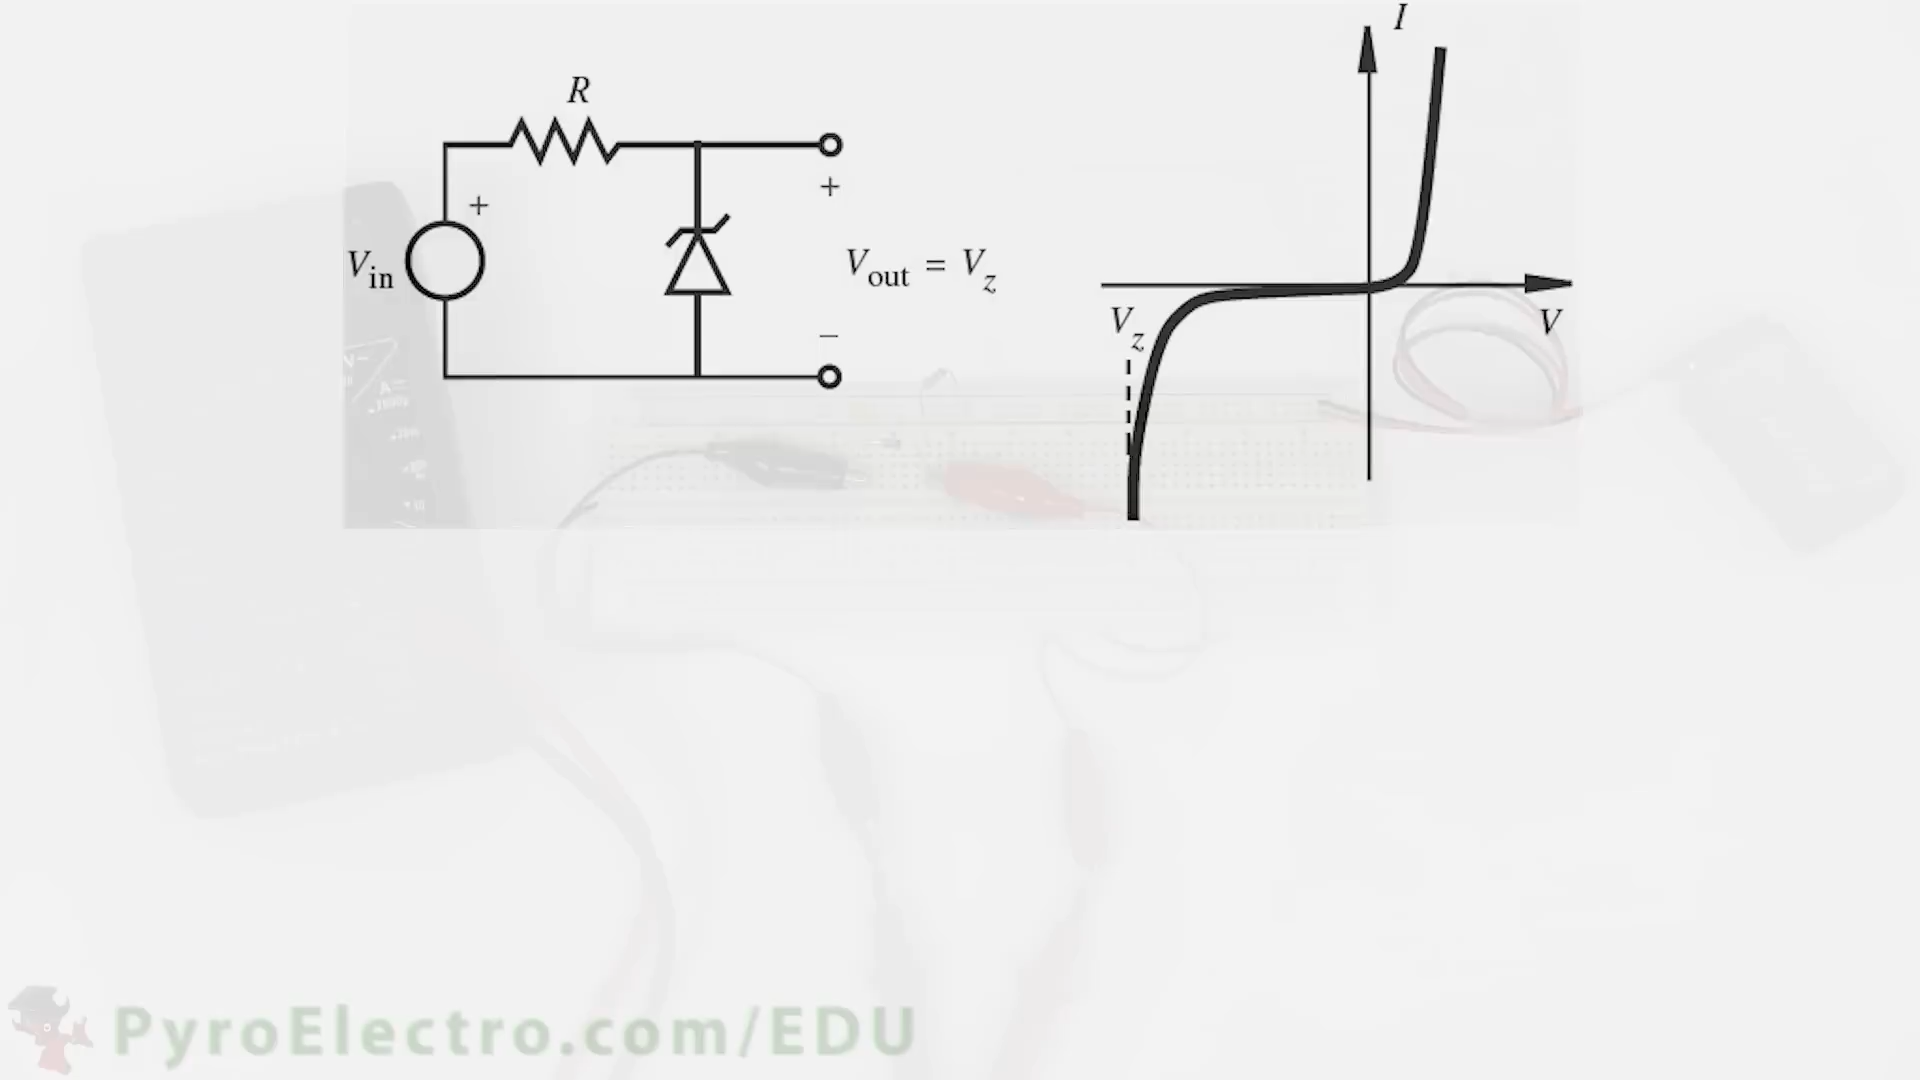 R
+
V_in
+
V_out = V_z
−
I
V
V_z
PyroElectro.com/EDU